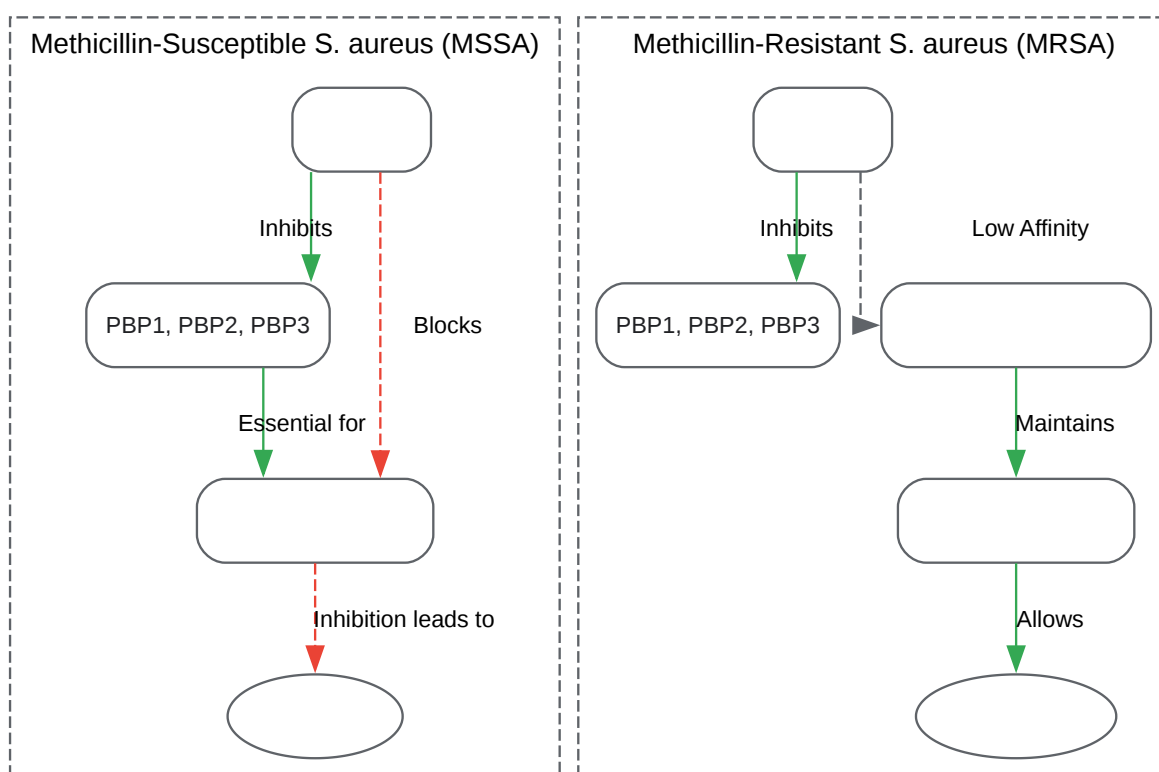 Methicillin-Susceptible S. aureus (MSSA)
Inhibits
PBP1, PBP2, PBP3
Blocks
Essential for
Inhibition leads to
Methicillin-Resistant S. aureus (MRSA)
Inhibits
Low Affinity
PBP1, PBP2, PBP3
Maintains
Allows